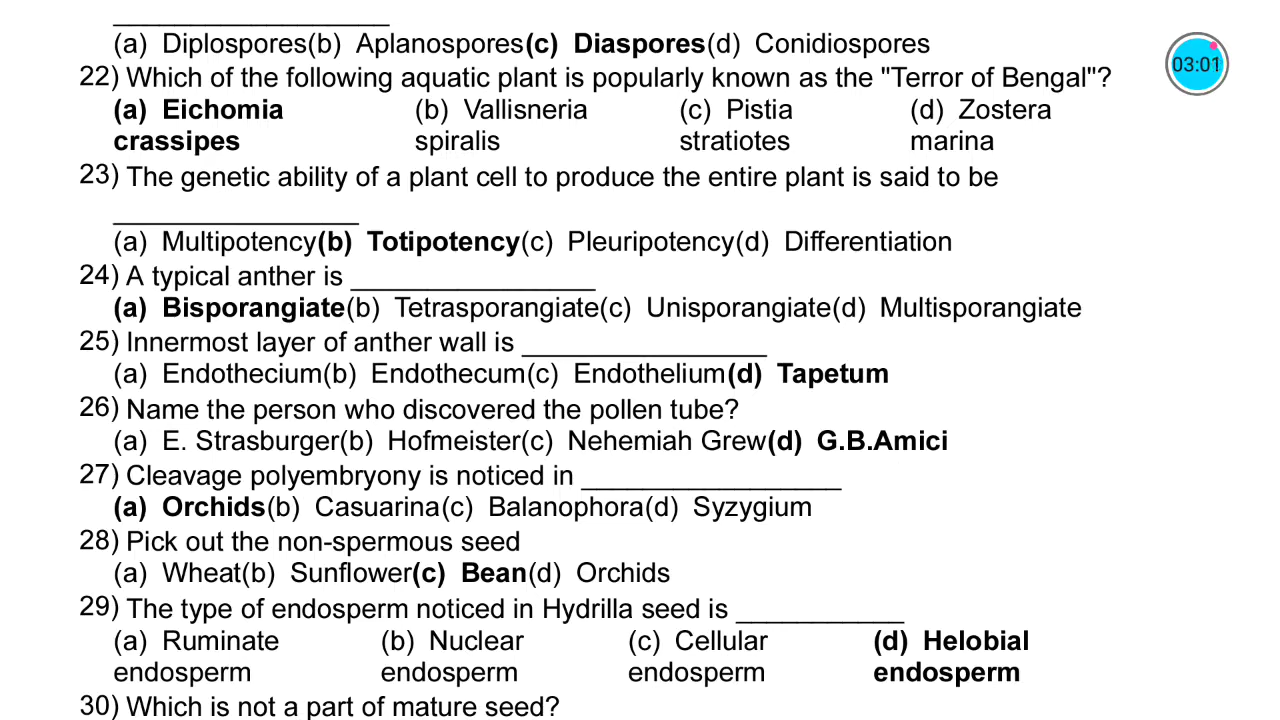 ____________________
(a) Diplospores(b) Aplanospores(c) Diaspores(d) Conidiospores
22) Which of the following aquatic plant is popularly known as the "Terror of Bengal"?
(a) Eichomia (b) Vallisneria (c) Pistia (d) Zostera
crassipes spiralis stratiotes marina
23) The genetic ability of a plant cell to produce the entire plant is said to be
__________________
(a) Multipotency(b) Totipotency(c) Pleuripotency(d) Differentiation
24) A typical anther is __________________
(a) Bisporangiate(b) Tetrasporangiate(c) Unisporangiate(d) Multisporangiate
25) Innermost layer of anther wall is __________________
(a) Endothecium(b) Endothecum(c) Endothelium(d) Tapetum
26) Name the person who discovered the pollen tube?
(a) E. Strasburger(b) Hofmeister(c) Nehemiah Grew(d) G.B.Amici
27) Cleavage polyembryony is noticed in ___________________
(a) Orchids(b) Casuarina(c) Balanophora(d) Syzygium
28) Pick out the non-spermous seed
(a) Wheat(b) Sunflower(c) Bean(d) Orchids
29) The type of endosperm noticed in Hydrilla seed is ____________
(a) Ruminate (b) Nuclear (c) Cellular (d) Helobial
endosperm endosperm endosperm endosperm
30) Which is not a part of mature seed?
03:01